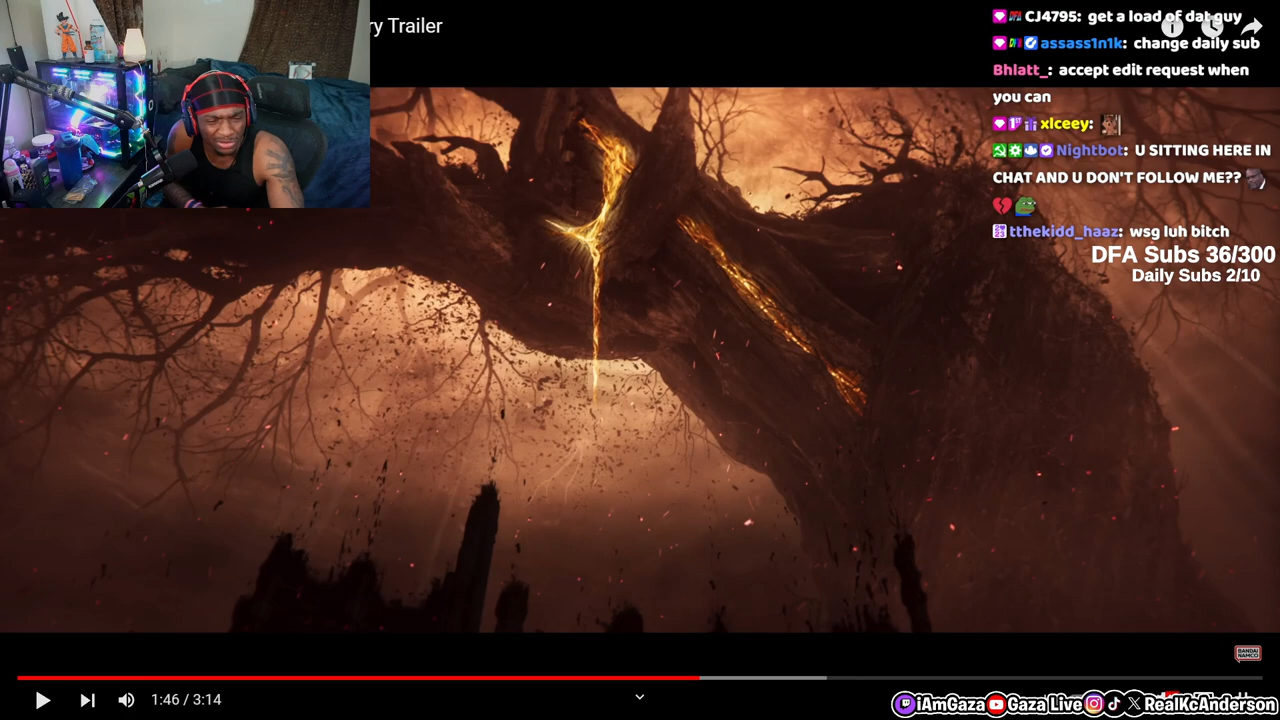 ry Trailer
CJ4795: get a load of dat guy
assass1n1k: change daily sub
Bhlatt_: accept edit request when
you can
xlceey:
Nightbot: U SITTING HERE IN
CHAT AND U DON'T FOLLOW ME??
tthekidd_haaz: wsg luh bitch
DFA Subs 36/300
Daily Subs 2/10
BANDAI
NAMCO
1:46 / 3:14
iAmGaza Gaza Live RealKcAnderson